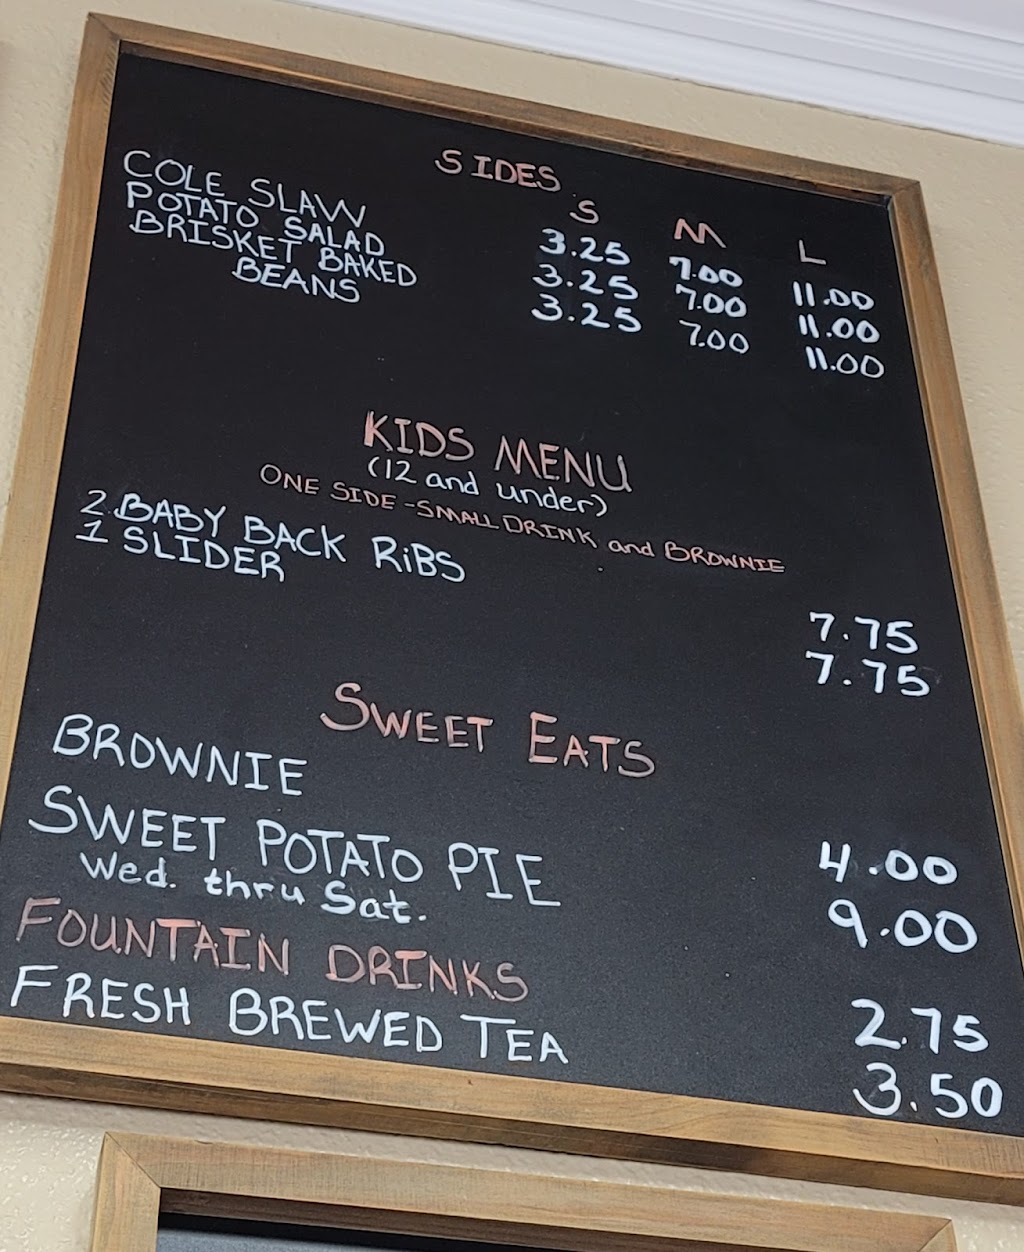 SIDES
S M L
COLE SLAW 3.25 7.00 11.00
POTATO SALAD 3.25 7.00 11.00
BRISKET BAKED 3.25 7.00 11.00
BEANS
KIDS MENU
(12 and under)
ONE SIDE - SMALL DRINK and BROWNIE
2 BABY BACK RiBS 7.75
1 SLIDER 7.75
SWEET EATS
BROWNIE 4.00
SWEET POTATO PIE 9.00
Wed. thru Sat.
FOUNTAIN DRINKS 2.75
FRESH BREWED TEA 3.50